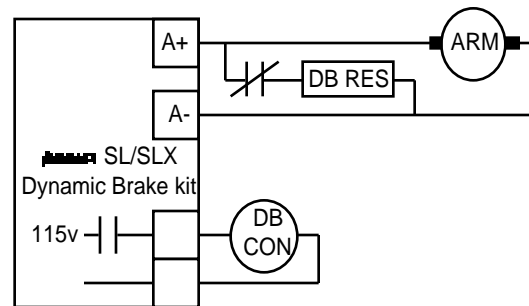 A+
ARM
DB RES
A-
SL/SLX
Dynamic Brake kit
115v
DB
CON